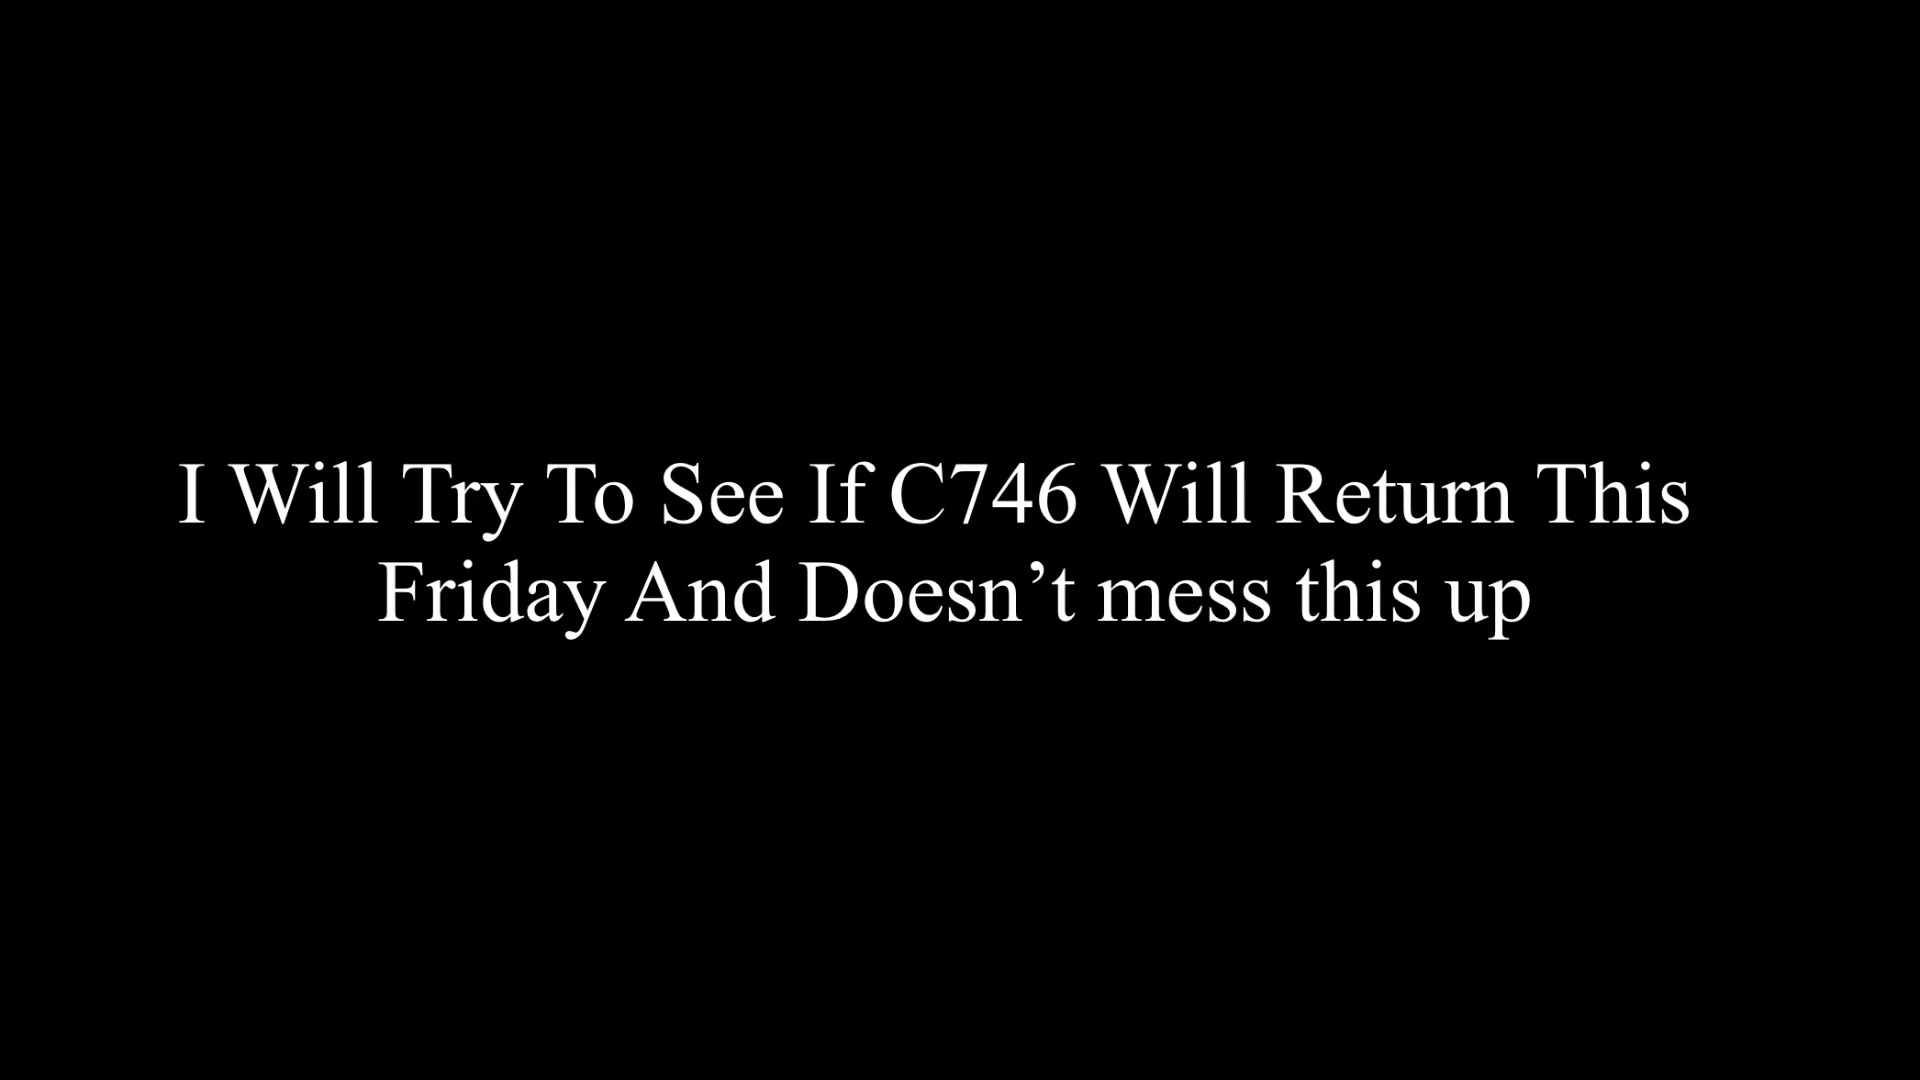 I Will Try To See If C746 Will Return This
Friday And Doesn’t mess this up